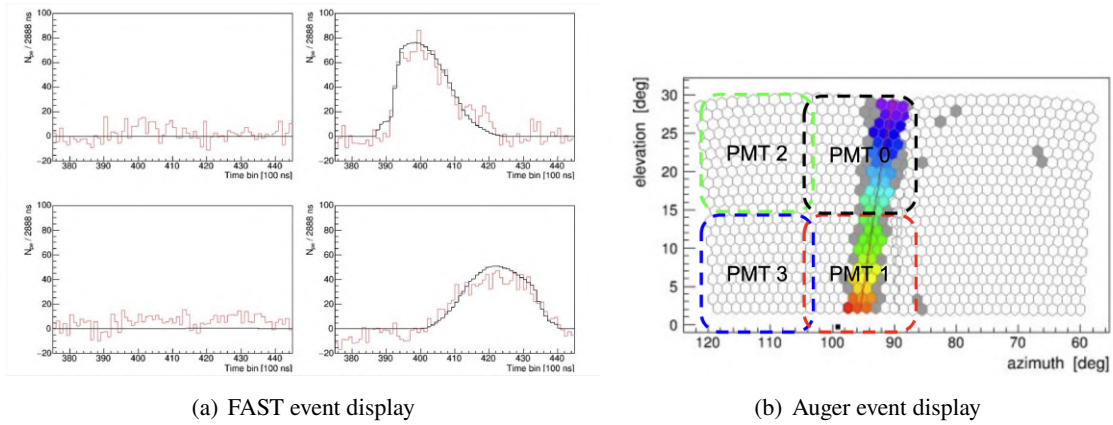 N_pe / 2888 ns
100
80
60
40
20
0
−20
380 390 400 410 420 430 440
Time bin [100 ns]
N_pe / 2888 ns
100
80
60
40
20
0
−20
380 390 400 410 420 430 440
Time bin [100 ns]
N_pe / 2888 ns
100
80
60
40
20
0
−20
380 390 400 410 420 430 440
Time bin [100 ns]
N_pe / 2888 ns
100
80
60
40
20
0
−20
380 390 400 410 420 430 440
Time bin [100 ns]
(a) FAST event display
elevation [deg]
30
25
20
15
10
5
0
PMT 2 PMT 0
PMT 3 PMT 1
120 110 100 90 80 70 60
azimuth [deg]
(b) Auger event display